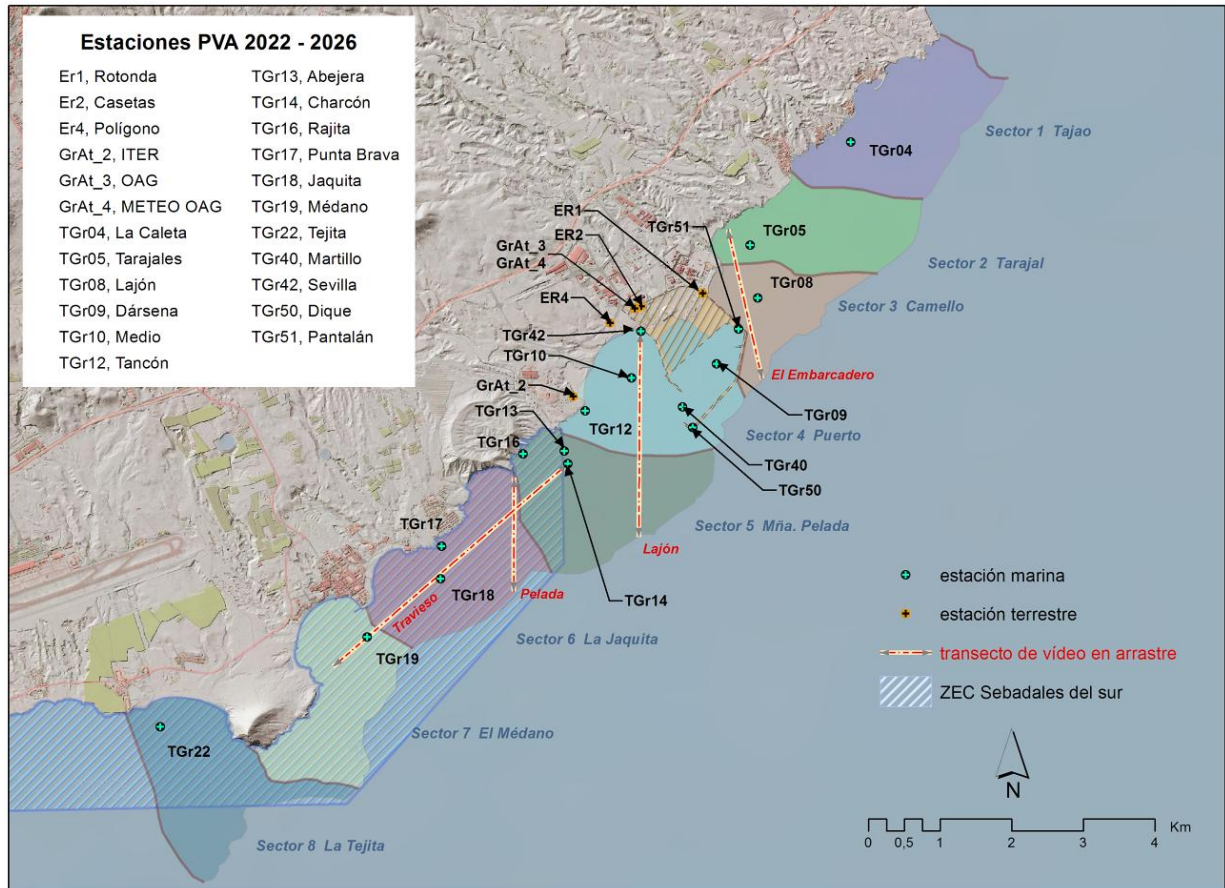 Estaciones PVA 2022 - 2026
Er1, Rotonda
Er2, Casetas
Er4, Polígono
GrAt_2, ITER
GrAt_3, OAG
GrAt_4, METEO OAG
TGr04, La Caleta
TGr05, Tarajales
TGr08, Lajón
TGr09, Dársena
TGr10, Medio
TGr12, Tancón
TGr13, Abejera
TGr14, Charcón
TGr16, Rajita
TGr17, Punta Brava
TGr18, Jaquita
TGr19, Médano
TGr22, Tejita
TGr40, Martillo
TGr42, Sevilla
TGr50, Dique
TGr51, Pantalán
Sector 1 Tajao
TGr04
ER1
TGr51
ER2
TGr05
GrAt_3
GrAt_4
Sector 2 Tarajal
TGr08
ER4
Sector 3 Camello
TGr42
TGr10
El Embarcadero
GrAt_2
TGr09
TGr13
TGr12
Sector 4 Puerto
TGr16
TGr40
TGr50
Sector 5 Mña. Pelada
TGr17
Lajón
TGr18
Pelada
TGr14
Travieso
Sector 6 La Jaquita
TGr19
Sector 7 El Médano
TGr22
Sector 8 La Tejita
estación marina
estación terrestre
transecto de vídeo en arrastre
ZEC Sebadales del sur
N
Km
0 0,5 1 2 3 4